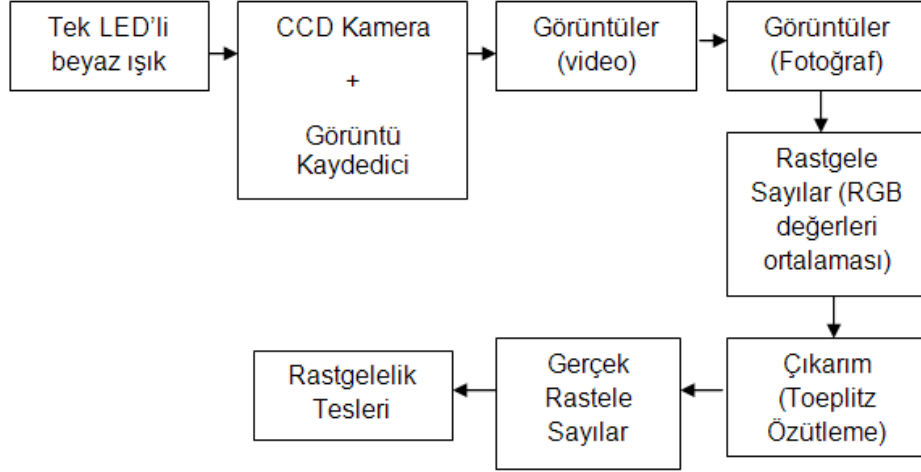 Tek LED’li
beyaz ışık
CCD Kamera
+
Görüntü
Kaydedici
Görüntüler
(video)
Görüntüler
(Fotoğraf)
Rastgele
Sayılar (RGB
değerleri
ortalaması)
Çıkarım
(Toeplitz
Özütleme)
Gerçek
Rastele
Sayılar
Rastgelelik
Tesleri